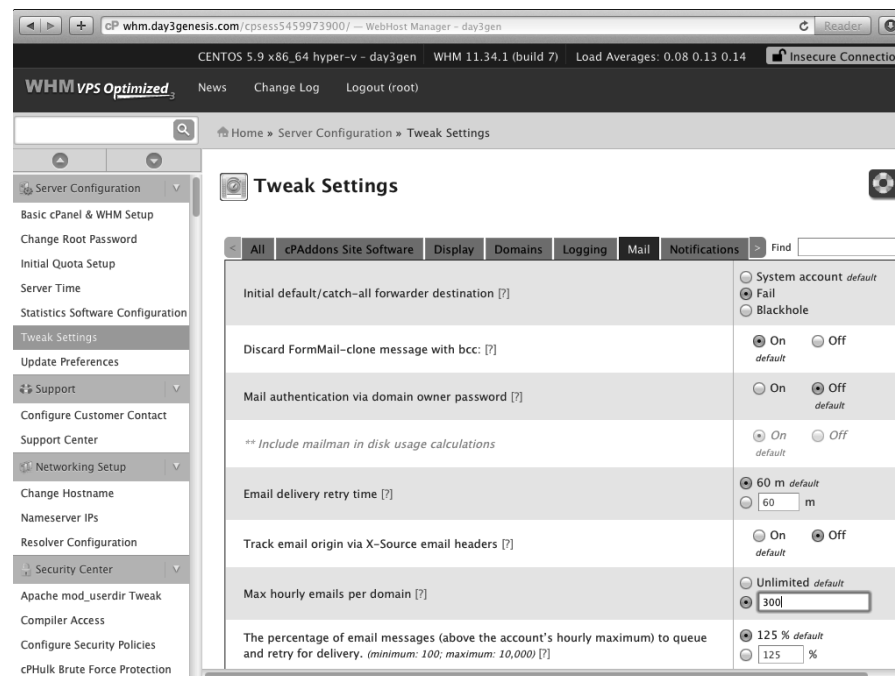 cP whm.day3genesis.com/cpsess5459973900/ — WebHost Manager - day3gen
Reader
CENTOS 5.9 x86_64 hyper-v – day3gen WHM 11.34.1 (build 7) Load Averages: 0.08 0.13 0.14 Insecure Connectio
WHM VPS Optimized 3 News Change Log Logout (root)
Home » Server Configuration » Tweak Settings
Server Configuration
Basic cPanel & WHM Setup
Change Root Password
Initial Quota Setup
Server Time
Statistics Software Configuration
Tweak Settings
Update Preferences
Support
Configure Customer Contact
Support Center
Networking Setup
Change Hostname
Nameserver IPs
Resolver Configuration
Security Center
Apache mod_userdir Tweak
Compiler Access
Configure Security Policies
cPHulk Brute Force Protection
Tweak Settings
< All cPAddons Site Software Display Domains Logging Mail Notifications > Find
Initial default/catch-all forwarder destination [?]
System account default
Fail
Blackhole
Discard FormMail-clone message with bcc: [?]
On Off
default
Mail authentication via domain owner password [?]
On Off
default
** Include mailman in disk usage calculations
On Off
default
Email delivery retry time [?]
60 m default
60 m
Track email origin via X-Source email headers [?]
On Off
default
Max hourly emails per domain [?]
Unlimited default
300
The percentage of email messages (above the account's hourly maximum) to queue
and retry for delivery. (minimum: 100; maximum: 10,000) [?]
125 % default
125 %